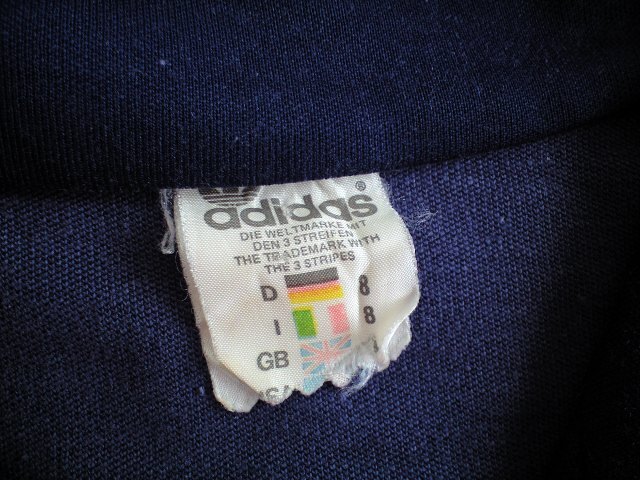 adidas®
DIE WELTMARKE MIT
DEN 3 STREIFEN
THE TRADEMARK WITH
THE 3 STRIPES
D 8
I 8
GB